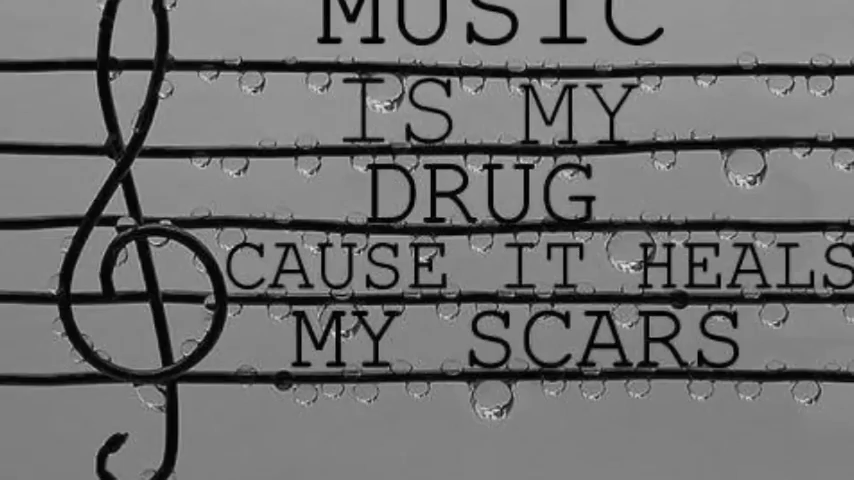 MUSIC
IS MY
DRUG
CAUSE IT HEALS
MY SCARS